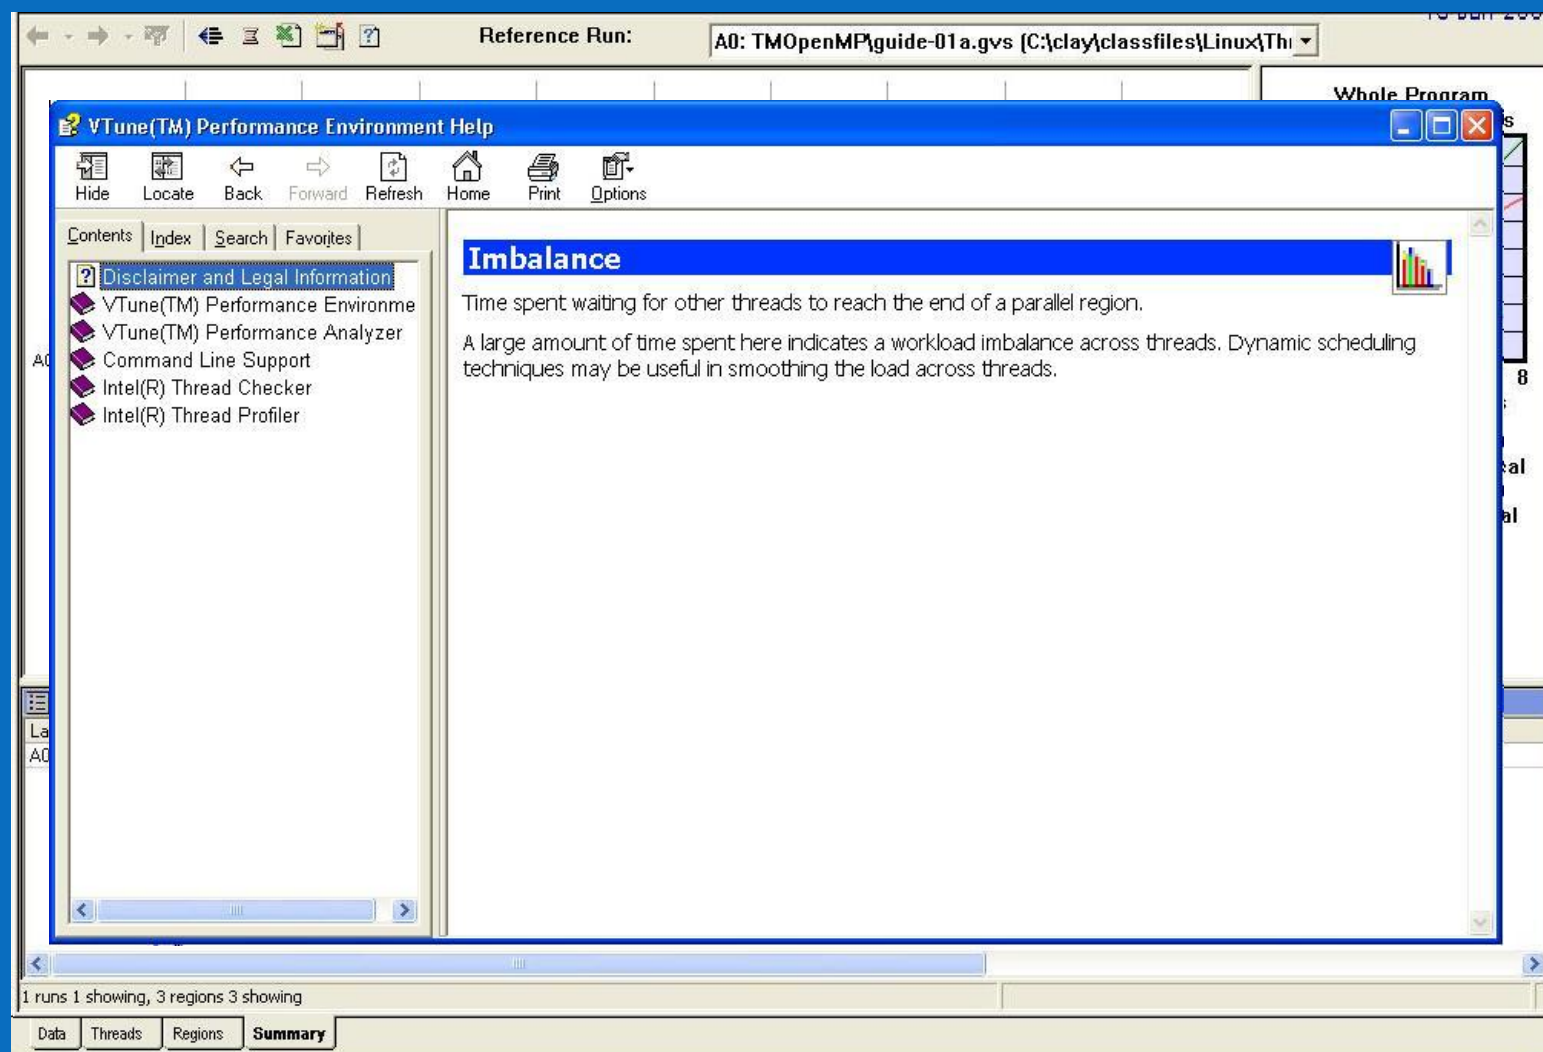 Reference Run:
A0: TMOpenMP\guide-01a.gvs (C:\clay\classfiles\Linux\Thr
Whole Program
VTune(TM) Performance Environment Help
Hide Locate Back Forward Refresh Home Print Options
Contents Index Search Favorites
Disclaimer and Legal Information
VTune(TM) Performance Environme
VTune(TM) Performance Analyzer
Command Line Support
Intel(R) Thread Checker
Intel(R) Thread Profiler
Imbalance
Time spent waiting for other threads to reach the end of a parallel region.
A large amount of time spent here indicates a workload imbalance across threads. Dynamic scheduling
techniques may be useful in smoothing the load across threads.
8
La
A0
1 runs 1 showing, 3 regions 3 showing
Data Threads Regions Summary